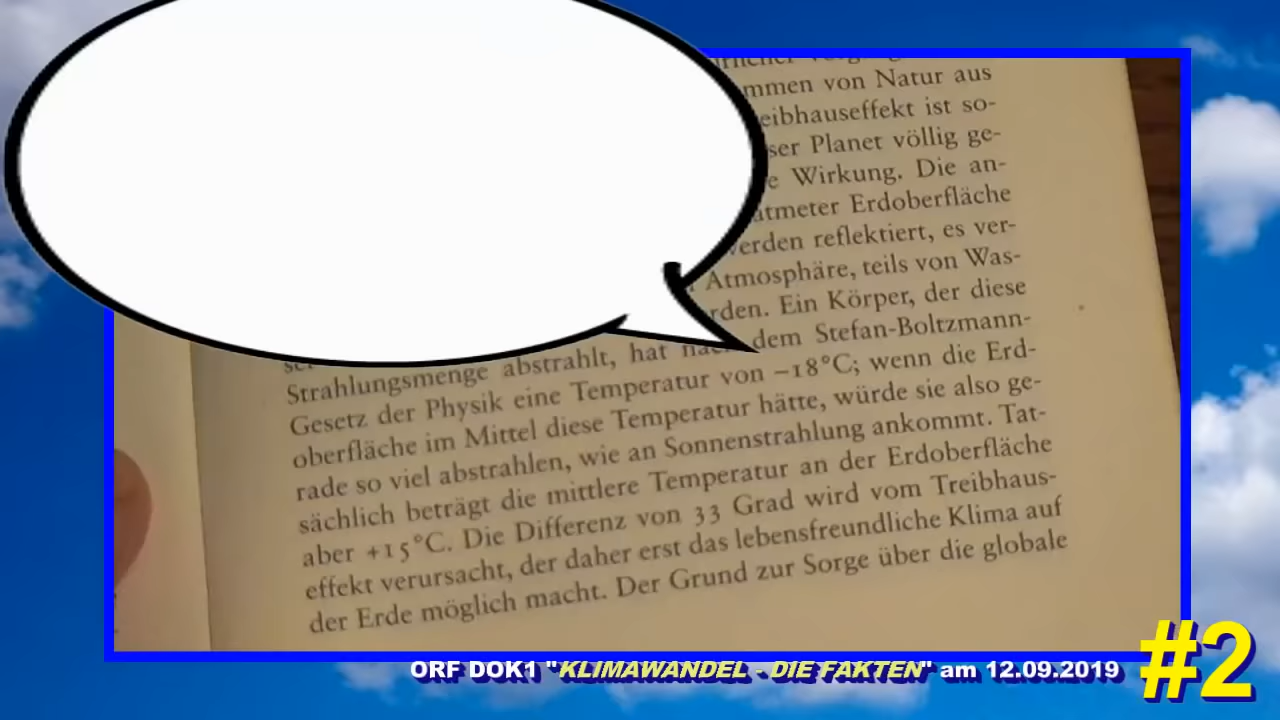 mmen von Natur aus
eibhauseffekt ist so-
ser Planet völlig ge-
e Wirkung. Die an-
atmeter Erdoberfläche
werden reflektiert, es ver-
Atmosphäre, teils von Was-
rden. Ein Körper, der diese
dem Stefan-Boltzmann-
Strahlungsmenge abstrahlt, hat
Gesetz der Physik eine Temperatur von –18°C; wenn die Erd-
oberfläche im Mittel diese Temperatur hätte, würde sie also ge-
rade so viel abstrahlen, wie an Sonnenstrahlung ankommt. Tat-
sächlich beträgt die mittlere Temperatur an der Erdoberfläche
aber +15°C. Die Differenz von 33 Grad wird vom Treibhaus-
effekt verursacht, der daher erst das lebensfreundliche Klima auf
der Erde möglich macht. Der Grund zur Sorge über die globale
ORF DOK1 "KLIMAWANDEL - DIE FAKTEN" am 12.09.2019
#2